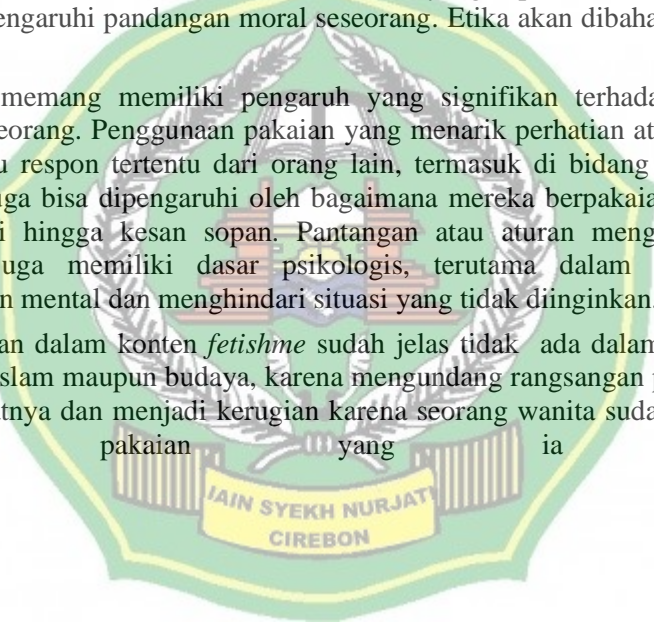 engaruhi pandangan moral seseorang. Etika akan dibaha
memang memiliki pengaruh yang signifikan terhada
eorang. Penggunaan pakaian yang menarik perhatian at
u respon tertentu dari orang lain, termasuk di bidang
uga bisa dipengaruhi oleh bagaimana mereka berpakaia
i hingga kesan sopan. Pantangan atau aturan meng
uga memiliki dasar psikologis, terutama dalam
n mental dan menghindari situasi yang tidak diinginkan.
an dalam konten fetishme sudah jelas tidak ada dalam
slam maupun budaya, karena mengundang rangsangan p
atnya dan menjadi kerugian karena seorang wanita suda
pakaian yang ia
IAIN SYEKH NURJATI
CIREBON